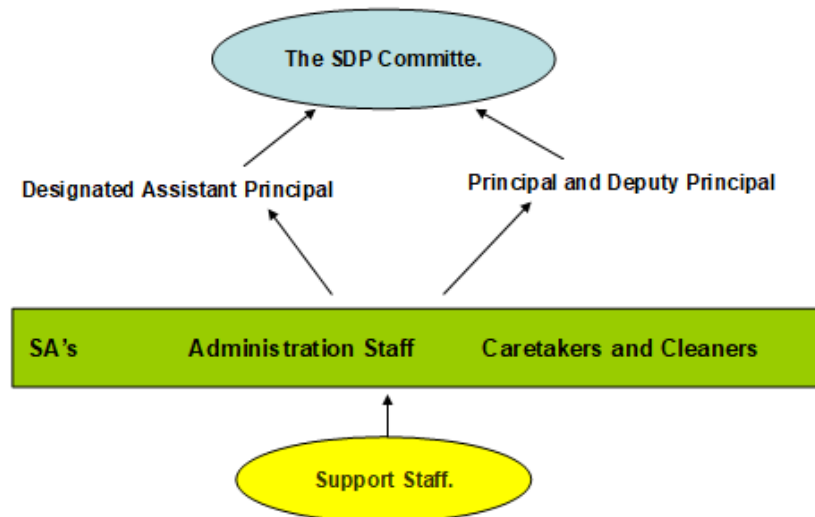 The SDP Committe.
Designated Assistant Principal
Principal and Deputy Principal
SA's Administration Staff Caretakers and Cleaners
Support Staff.